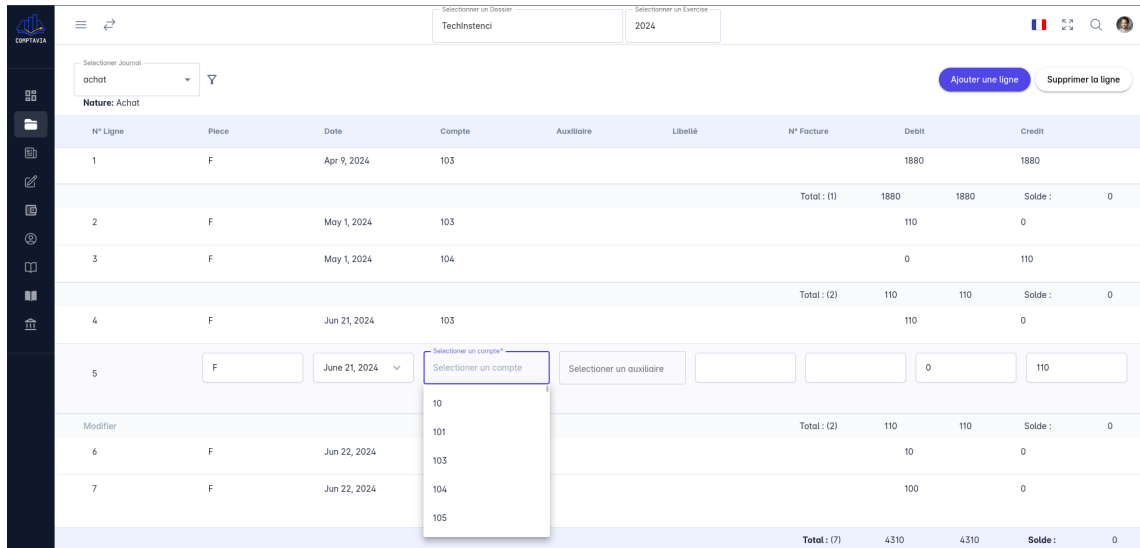 Selectionner un Dossier
Selectionner un Exercise
TechInstenci
2024
COMPTAVIA
Selectioner Journal
achat
Ajouter une ligne
Supprimer la ligne
Nature: Achat
N° Ligne Piece Date Compte Auxiliaire Libellé N° Facture Debit Credit
1 F Apr 9, 2024 103 1880 1880
Total : (1) 1880 1880 Solde : 0
2 F May 1, 2024 103 110 0
3 F May 1, 2024 104 0 110
Total : (2) 110 110 Solde : 0
4 F Jun 21, 2024 103 110 0
Selectioner un compte*
5 F June 21, 2024 Selectioner un compte Selectioner un auxiliaire 0 110
10
101
103
104
105
Modifier Total : (2) 110 110 Solde : 0
6 F Jun 22, 2024 10 0
7 F Jun 22, 2024 100 0
Total : (7) 4310 4310 Solde : 0